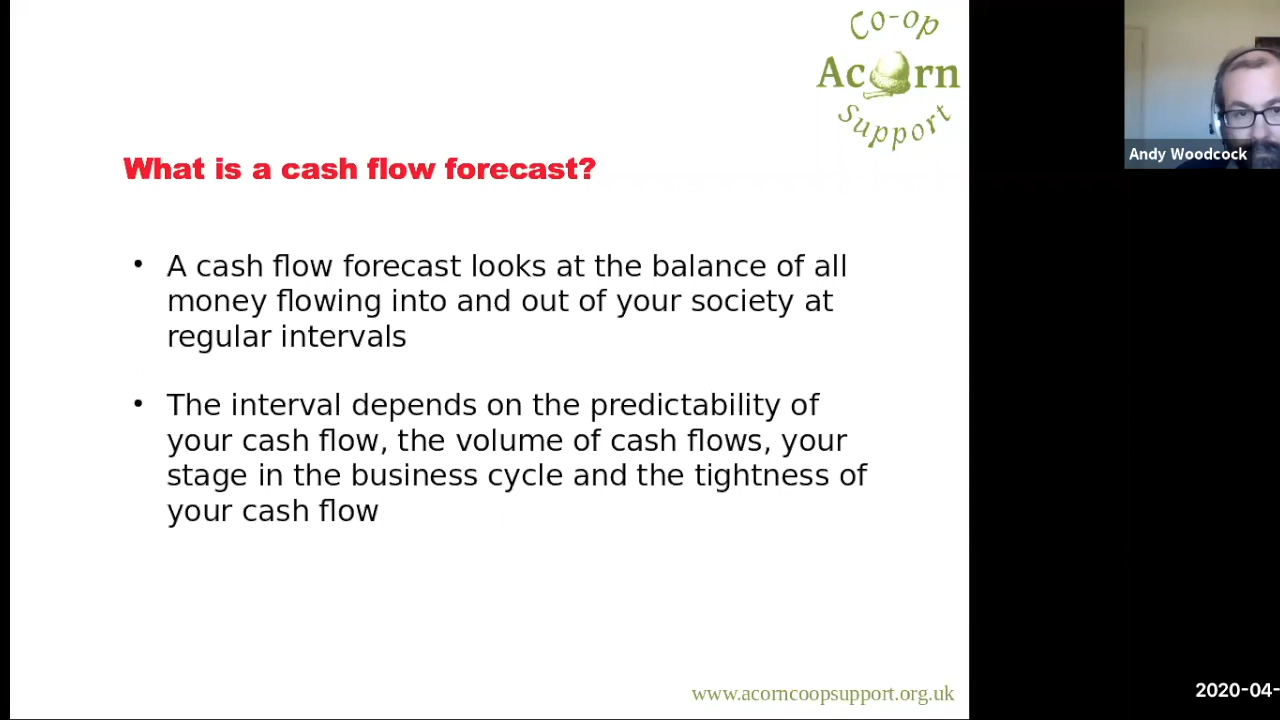 Co-op
Acorn
Support
Andy Woodcock
What is a cash flow forecast?
• A cash flow forecast looks at the balance of all
money flowing into and out of your society at
regular intervals
• The interval depends on the predictability of
your cash flow, the volume of cash flows, your
stage in the business cycle and the tightness of
your cash flow
www.acorncoopsupport.org.uk
2020-04-